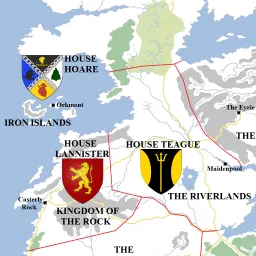 HOUSE
HOARE
Orkmont
The Eyrie
IRON ISLANDS
THE
HOUSE
LANNISTER
HOUSE TEAGUE
Maidenpool
Casterly
Rock
THE RIVERLANDS
KINGDOM OF
THE ROCK
THE